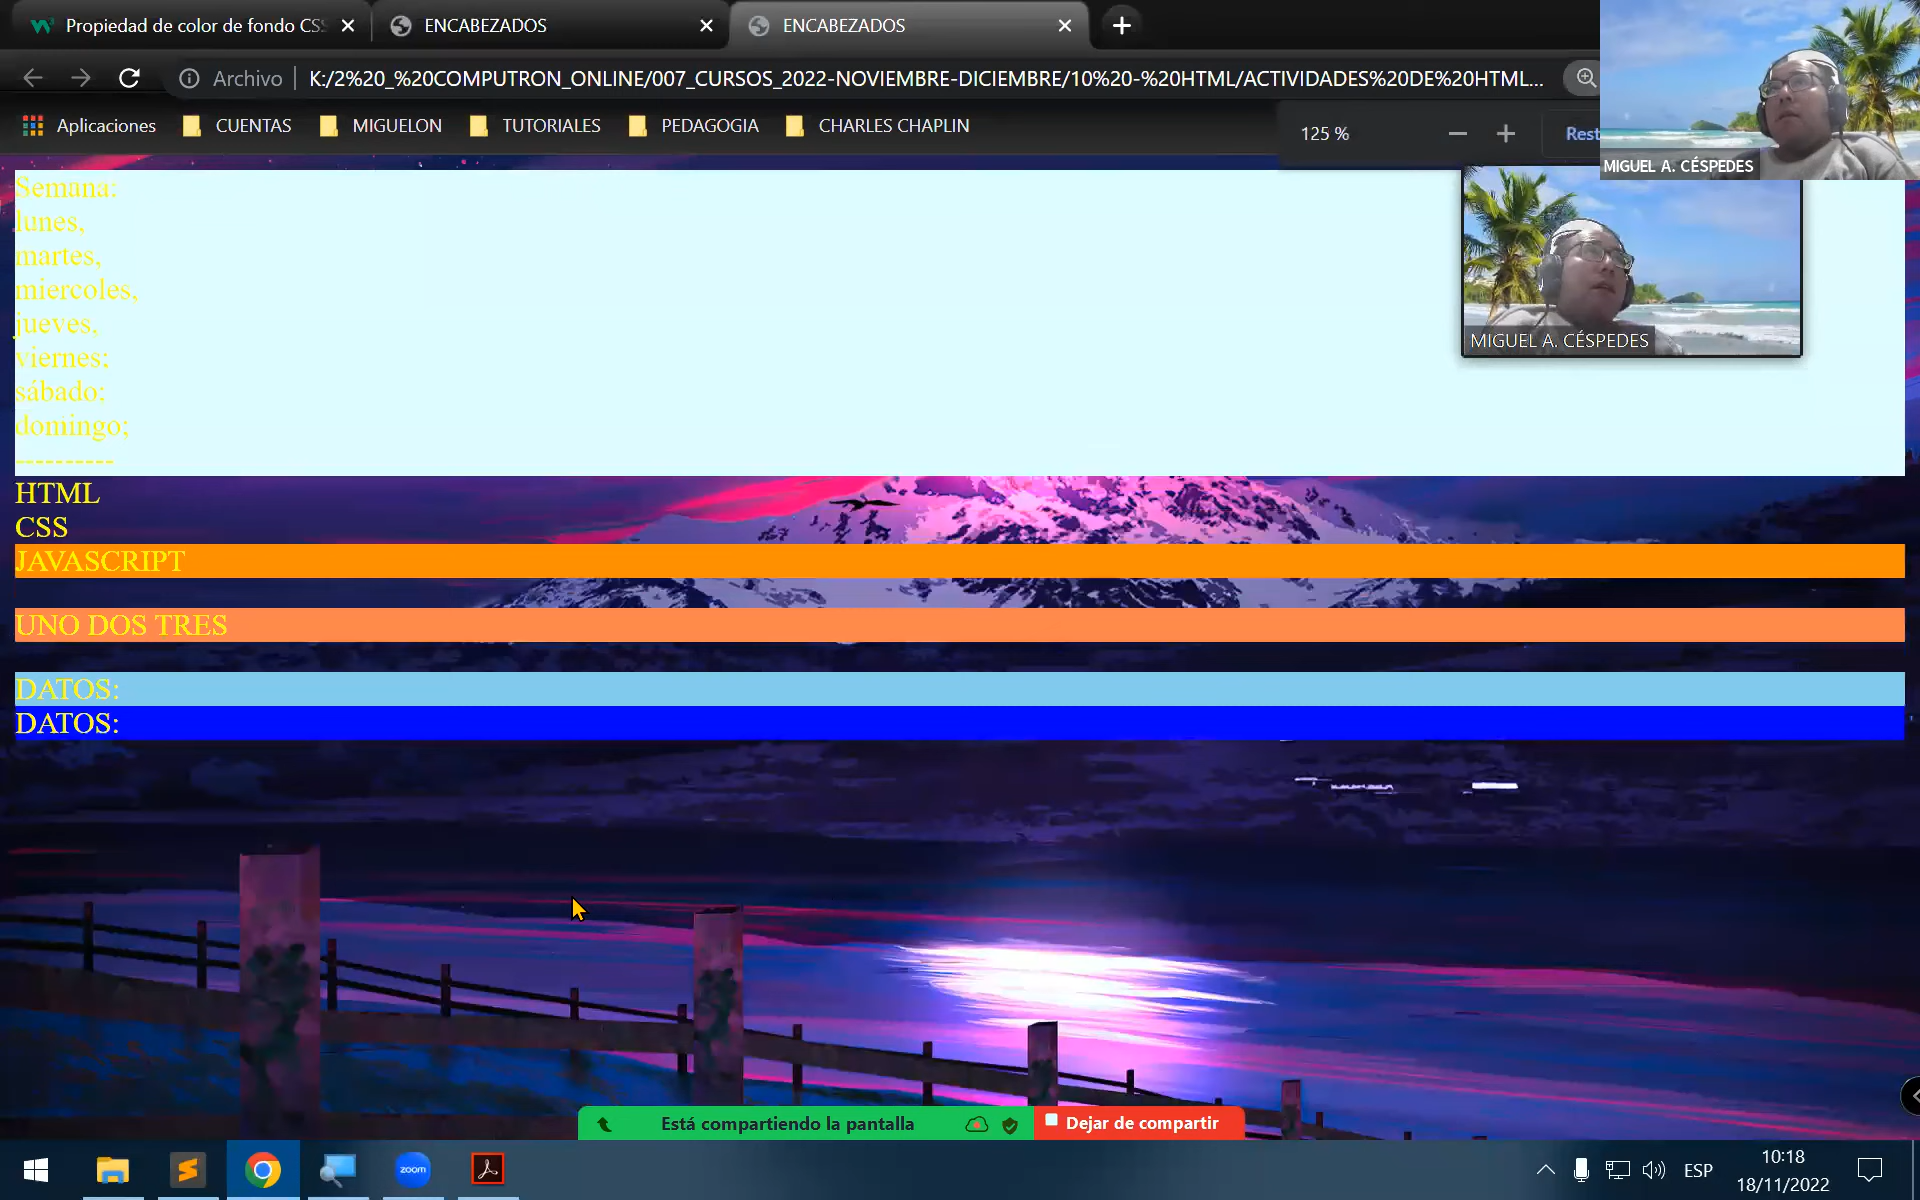 Propiedad de color de fondo CSS
ENCABEZADOS
ENCABEZADOS
Archivo
K:/2%20_%20COMPUTRON_ONLINE/007_CURSOS_2022-NOVIEMBRE-DICIEMBRE/10%20-%20HTML/ACTIVIDADES%20DE%20HTML...
Aplicaciones
CUENTAS
MIGUELON
TUTORIALES
PEDAGOGIA
CHARLES CHAPLIN
125 %
Rest
MIGUEL A. CÉSPEDES
MIGUEL A. CÉSPEDES
Semana:
lunes,
martes,
miercoles,
jueves,
viernes;
sábado;
domingo;
----------
HTML
CSS
JAVASCRIPT
UNO DOS TRES
DATOS:
DATOS:
Está compartiendo la pantalla
Dejar de compartir
zoom
ESP
10:18
18/11/2022